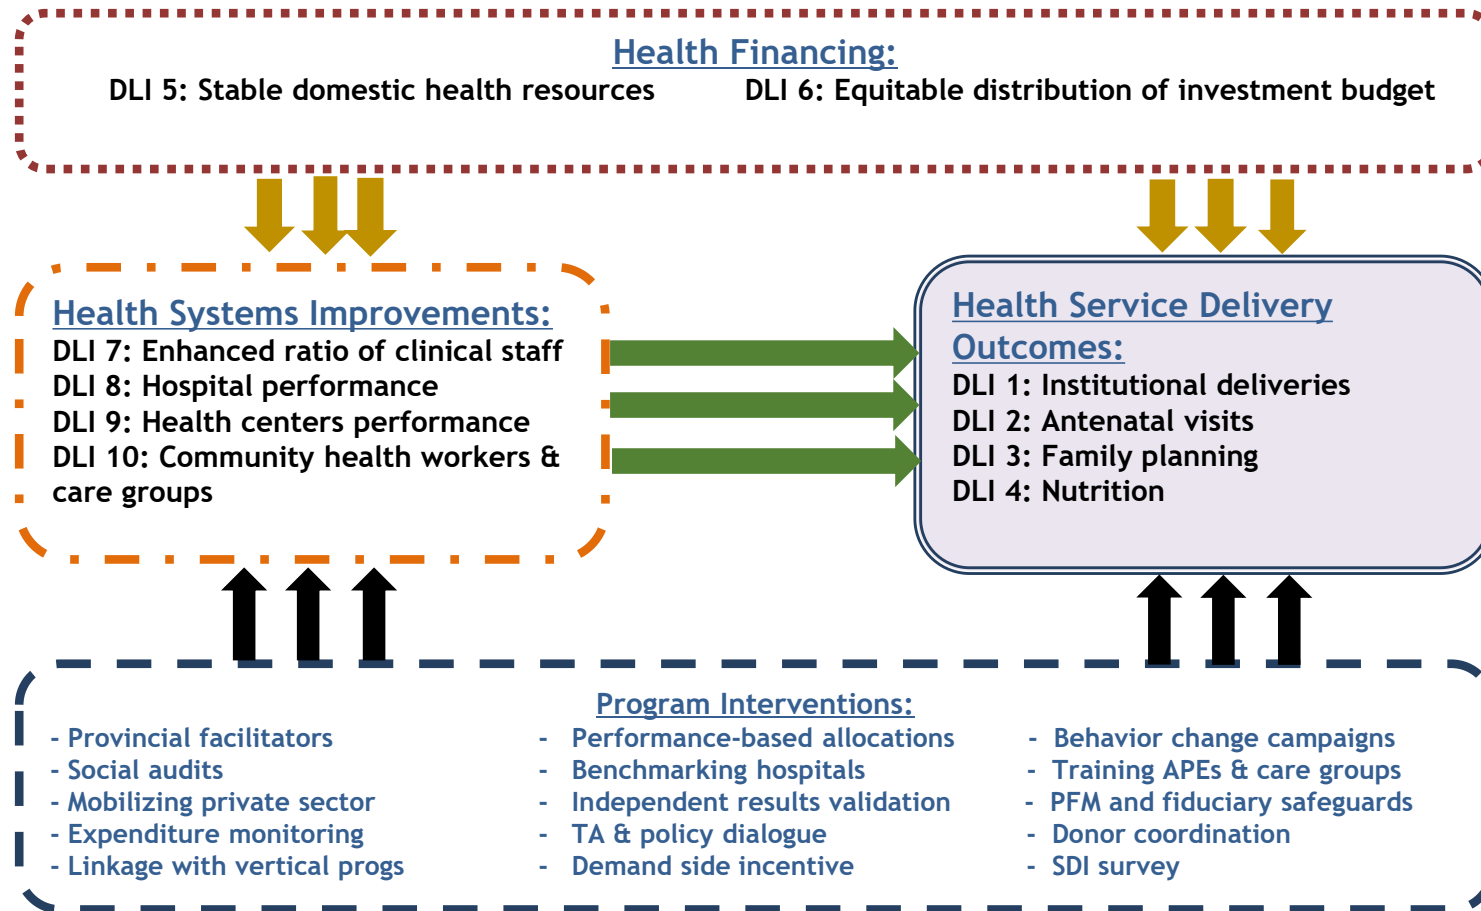 Health Financing:
DLI 5: Stable domestic health resources DLI 6: Equitable distribution of investment budget
Health Systems Improvements:
DLI 7: Enhanced ratio of clinical staff
DLI 8: Hospital performance
DLI 9: Health centers performance
DLI 10: Community health workers &
care groups
Health Service Delivery
Outcomes:
DLI 1: Institutional deliveries
DLI 2: Antenatal visits
DLI 3: Family planning
DLI 4: Nutrition
Program Interventions:
- Provincial facilitators
- Social audits
- Mobilizing private sector
- Expenditure monitoring
- Linkage with vertical progs
- Performance-based allocations
- Benchmarking hospitals
- Independent results validation
- TA & policy dialogue
- Demand side incentive
- Behavior change campaigns
- Training APEs & care groups
- PFM and fiduciary safeguards
- Donor coordination
- SDI survey